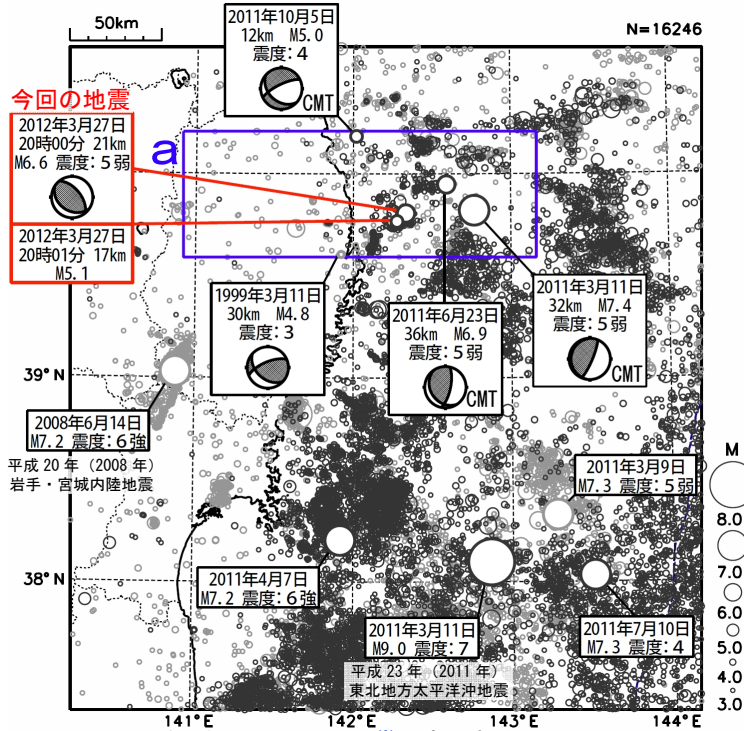 50km
N=16246
2011年10月5日
12km M5.0
震度：4
CMT
今回の地震
2012年3月27日
20時00分 21km
M6.6 震度：5弱
2012年3月27日
20時01分 17km
M5.1
a
1999年3月11日
30km M4.8
震度：3
2011年6月23日
36km M6.9
震度：5弱
CMT
2011年3月11日
32km M7.4
震度：5弱
CMT
39°N
2008年6月14日
M7.2 震度：6強
平成20年（2008年）
岩手・宮城内陸地震
2011年3月9日
M7.3 震度：5弱
M
8.0
7.0
6.0
5.0
4.0
3.0
38°N
2011年4月7日
M7.2 震度：6強
2011年3月11日
M9.0 震度：7
平成23年（2011年）
東北地方太平洋沖地震
2011年7月10日
M7.3 震度：4
141°E
142°E
143°E
144°E